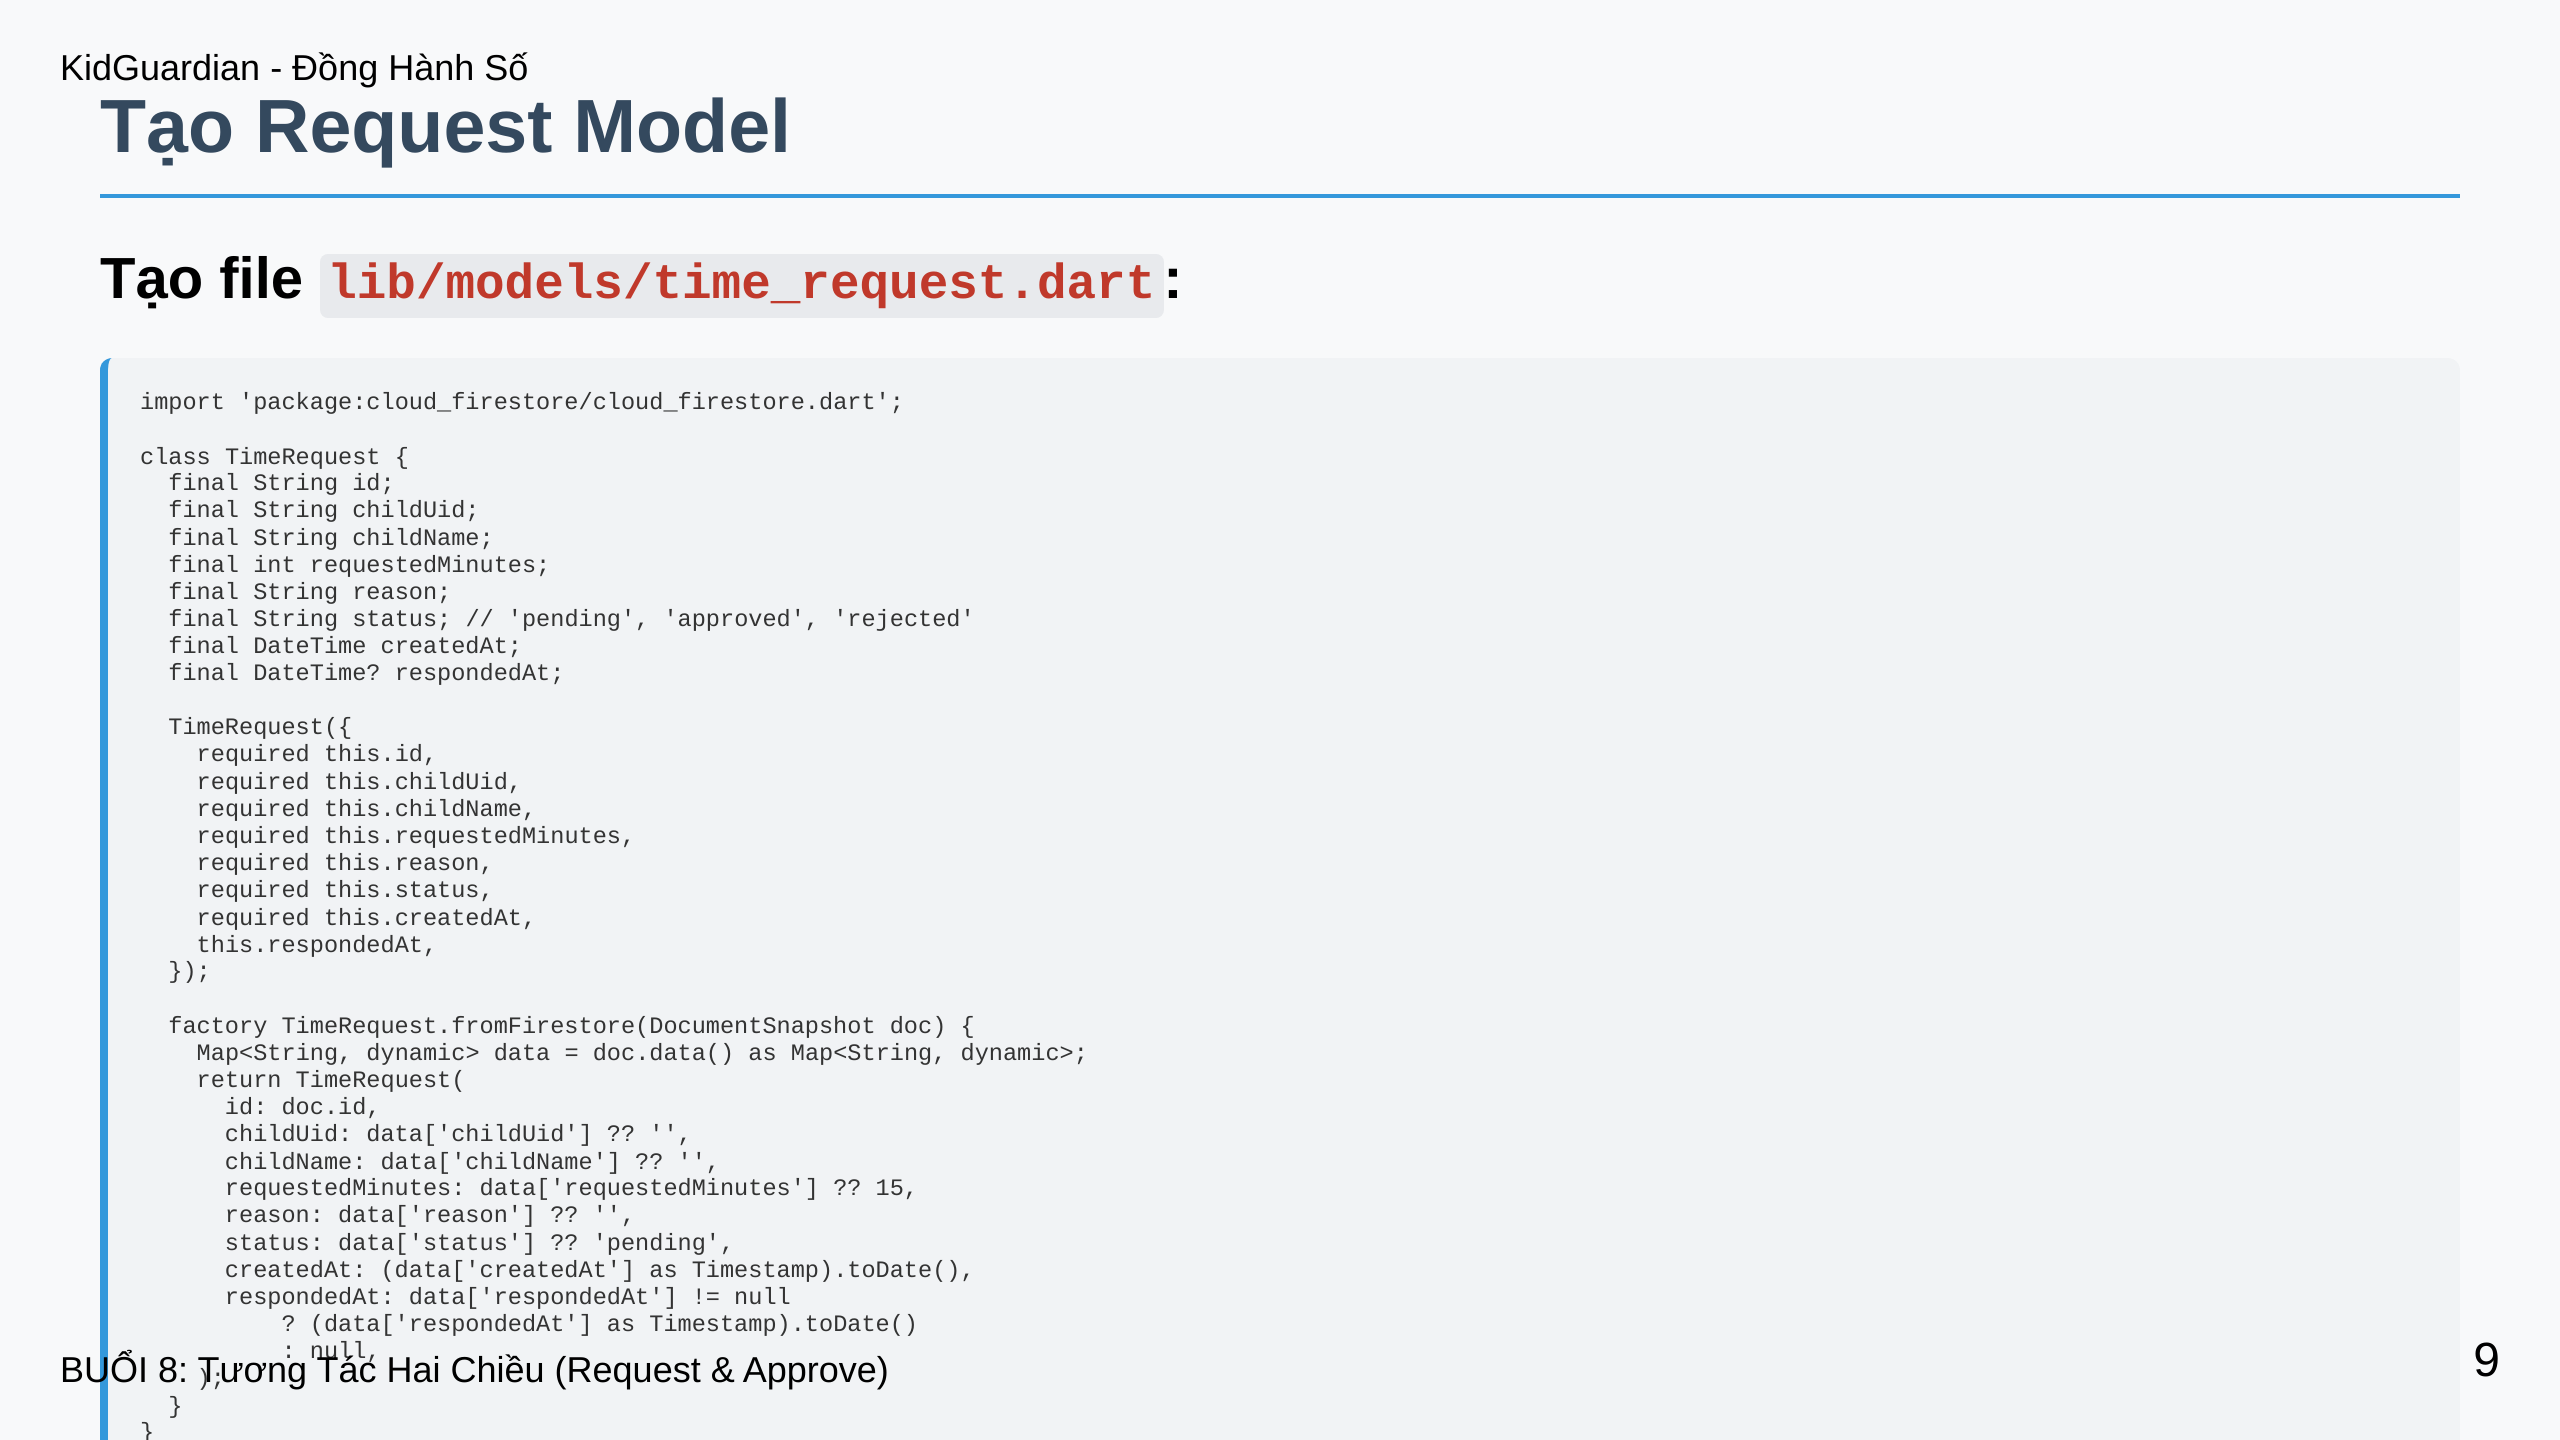 KidGuardian - Đồng Hành Số
Tạo Request Model
Tạo file lib/models/time_request.dart:
import 'package:cloud_firestore/cloud_firestore.dart';

class TimeRequest {
  final String id;
  final String childUid;
  final String childName;
  final int requestedMinutes;
  final String reason;
  final String status; // 'pending', 'approved', 'rejected'
  final DateTime createdAt;
  final DateTime? respondedAt;

  TimeRequest({
    required this.id,
    required this.childUid,
    required this.childName,
    required this.requestedMinutes,
    required this.reason,
    required this.status,
    required this.createdAt,
    this.respondedAt,
  });

  factory TimeRequest.fromFirestore(DocumentSnapshot doc) {
    Map<String, dynamic> data = doc.data() as Map<String, dynamic>;
    return TimeRequest(
      id: doc.id,
      childUid: data['childUid'] ?? '',
      childName: data['childName'] ?? '',
      requestedMinutes: data['requestedMinutes'] ?? 15,
      reason: data['reason'] ?? '',
      status: data['status'] ?? 'pending',
      createdAt: (data['createdAt'] as Timestamp).toDate(),
      respondedAt: data['respondedAt'] != null
          ? (data['respondedAt'] as Timestamp).toDate()
          : null,
    );
  }
}
BUỔI 8: Tương Tác Hai Chiều (Request & Approve)
9